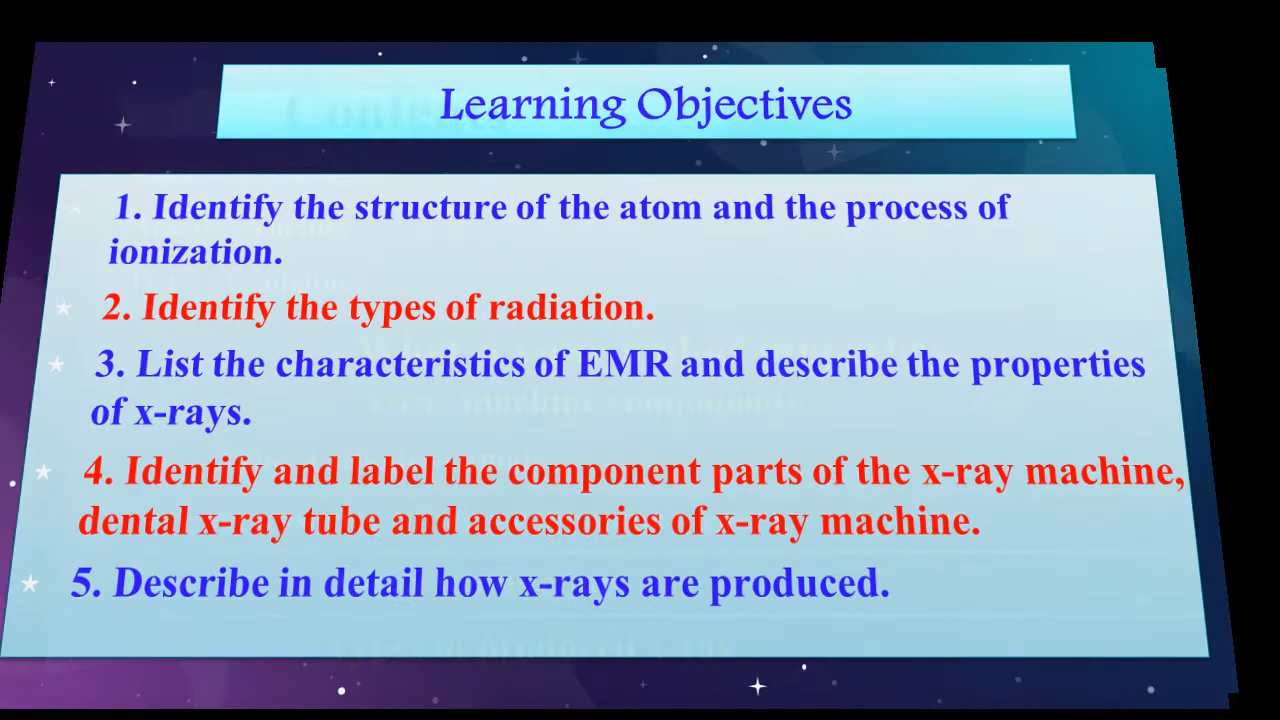 Learning Objectives
1. Identify the structure of the atom and the process of
ionization.
2. Identify the types of radiation.
3. List the characteristics of EMR and describe the properties
of x-rays.
4. Identify and label the component parts of the x-ray machine,
dental x-ray tube and accessories of x-ray machine.
5. Describe in detail how x-rays are produced.